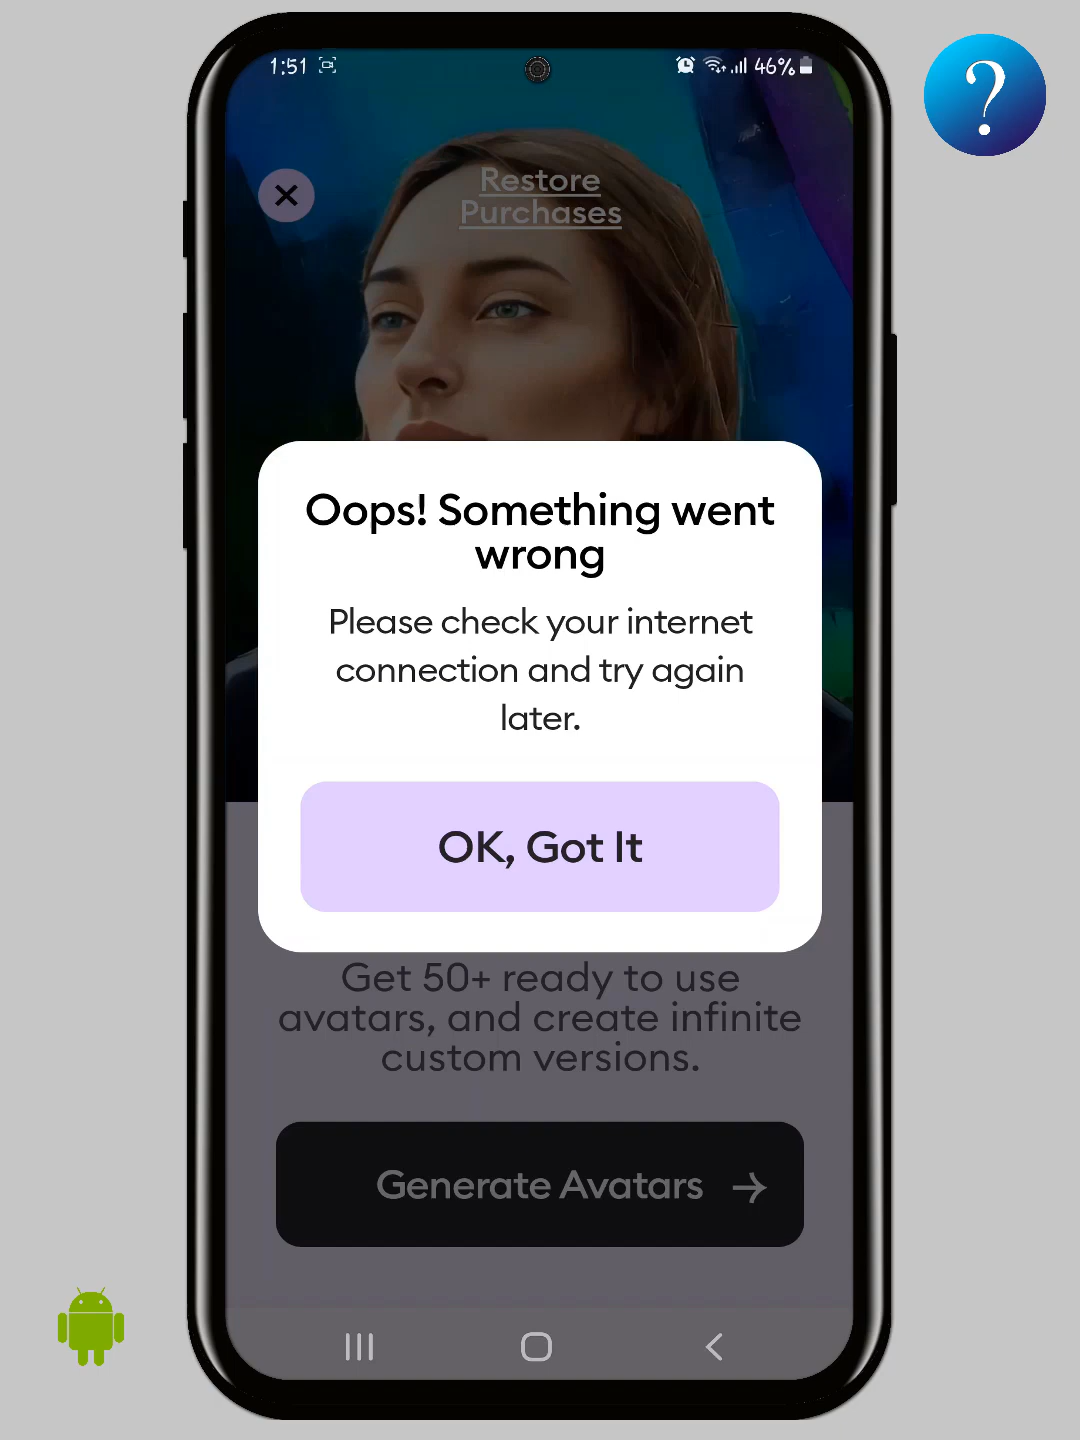 1:51 46%
Restore
Purchases
Oops! Something went
wrong
Please check your internet
connection and try again
later.
OK, Got It
Get 50+ ready to use
avatars, and create infinite
custom versions.
Generate Avatars →
?